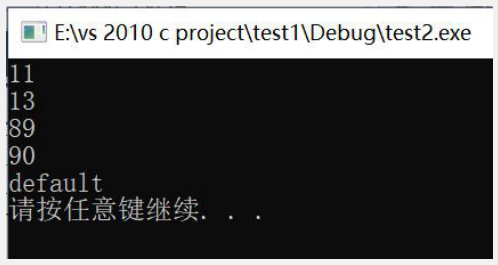 E:\vs 2010 c project\test1\Debug\test2.exe
11
13
89
90
default
请按任意键继续. . .